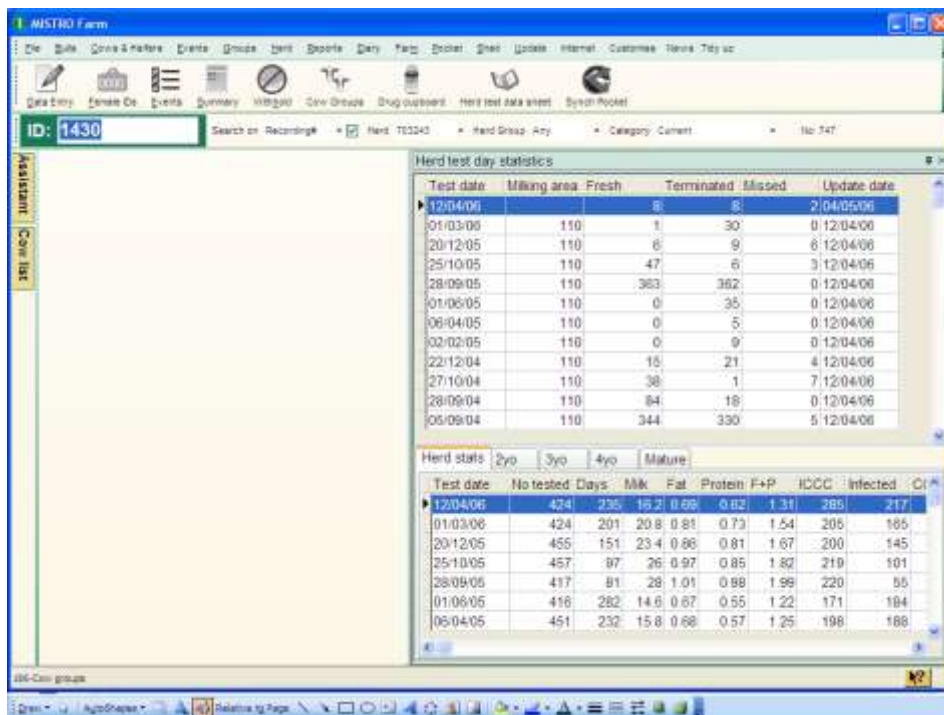 MISTRO Farm
File Bulls Cows & Heifers Events Groups Herd Reports Dairy Farm Pocket Shell Update Internet Customise News Tidy up
Data Entry Female Ds Events Summary Withhold Cow Groups Drug cupboard Herd test data sheet Synch Pocket
ID: 1430 Search on Recording# Herd T03243 Herd Group Any Category Current No 747
Assistant
Cow list
Herd test day statistics
Test date Milking area Fresh Terminated Missed Update date
12/04/06 8 8 2 04/05/06
01/03/06 110 1 30 0 12/04/06
20/12/05 110 6 9 6 12/04/06
25/10/05 110 47 6 3 12/04/06
28/09/05 110 363 362 0 12/04/06
01/06/05 110 0 35 0 12/04/06
06/04/05 110 0 5 0 12/04/06
02/02/05 110 0 9 0 12/04/06
22/12/04 110 15 21 4 12/04/06
27/10/04 110 38 1 7 12/04/06
28/09/04 110 84 18 0 12/04/06
05/09/04 110 344 330 5 12/04/06
Herd stats 2yo 3yo 4yo Mature
Test date No tested Days Milk Fat Protein F+P ICCC Infected
12/04/06 424 235 16.2 0.69 0.62 1.31 285 217
01/03/06 424 201 20.8 0.81 0.73 1.54 205 165
20/12/05 455 151 23.4 0.86 0.81 1.67 200 145
25/10/05 457 97 26 0.97 0.85 1.82 219 101
28/09/05 417 81 28 1.01 0.98 1.99 220 55
01/06/05 416 282 14.6 0.67 0.55 1.22 171 184
06/04/05 451 232 15.8 0.68 0.57 1.25 198 188
Cow groups
Draw AutoShapes Relative to Page